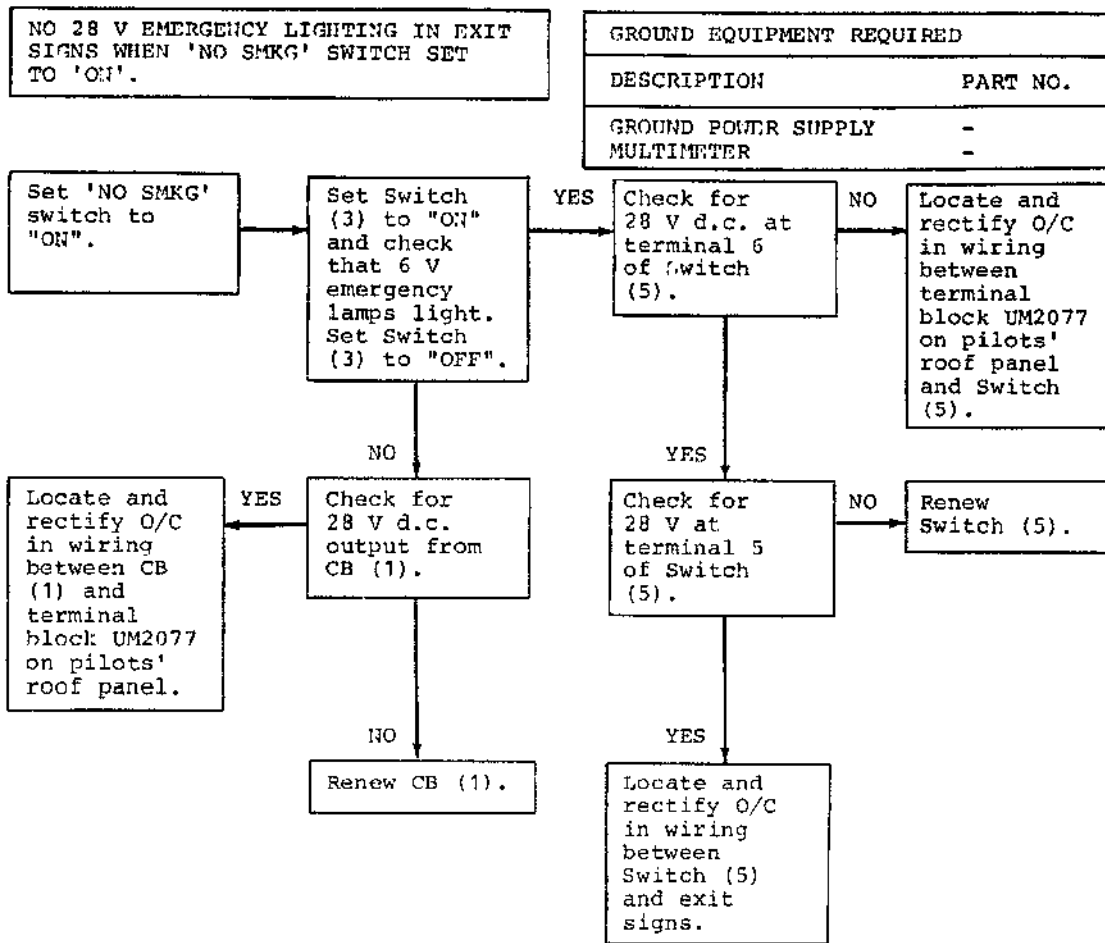 NO 28 V EMERGENCY LIGHTING IN EXIT
SIGNS WHEN 'NO SMKG' SWITCH SET
TO 'ON'.
GROUND EQUIPMENT REQUIRED
DESCRIPTION PART NO.
GROUND POWER SUPPLY -
MULTIMETER -
Set 'NO SMKG'
switch to
"ON".
Set Switch
(3) to "ON"
and check
that 6 V
emergency
lamps light.
Set Switch
(3) to "OFF".
YES
Check for
28 V d.c. at
terminal 6
of Switch
(5).
NO
Locate and
rectify O/C
in wiring
between
terminal
block UM2077
on pilots'
roof panel
and Switch
(5).
NO
YES
Locate and
rectify O/C
in wiring
between CB
(1) and
terminal
block UM2077
on pilots'
roof panel.
YES
Check for
28 V d.c.
output from
CB (1).
Check for
28 V at
terminal 5
of Switch
(5).
NO
Renew
Switch (5).
NO
YES
Renew CB (1).
Locate and
rectify O/C
in wiring
between
Switch (5)
and exit
signs.